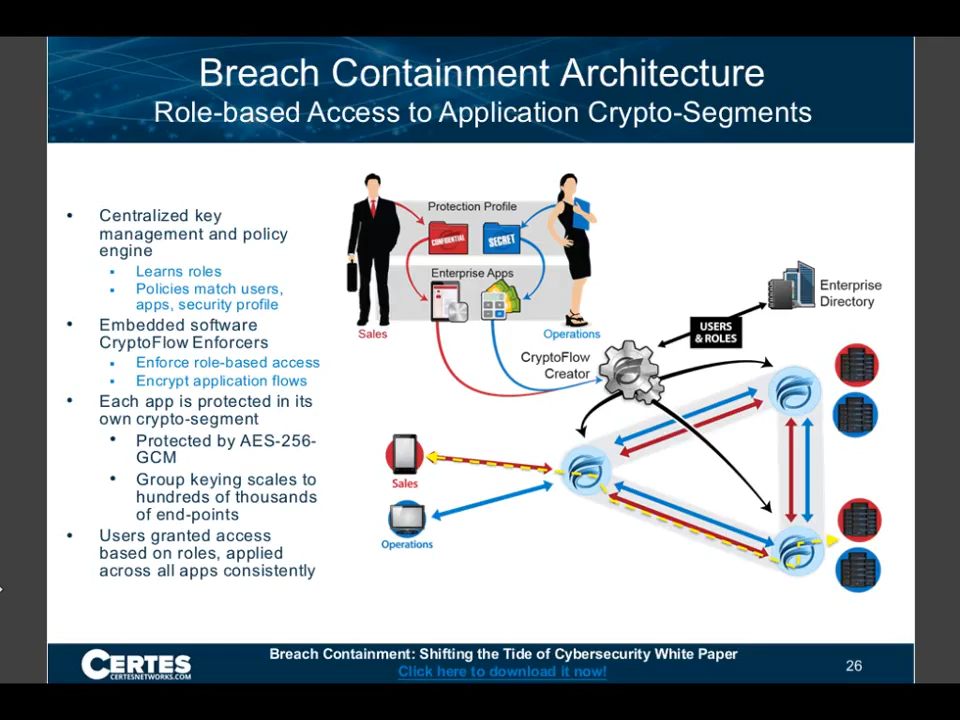 Breach Containment Architecture
Role-based Access to Application Crypto-Segments
• Centralized key
management and policy
engine
• Learns roles
• Policies match users,
apps, security profile
• Embedded software
CryptoFlow Enforcers
• Enforce role-based access
• Encrypt application flows
• Each app is protected in its
own crypto-segment
• Protected by AES-256-
GCM
• Group keying scales to
hundreds of thousands
of end-points
• Users granted access
based on roles, applied
across all apps consistently
Protection Profile
CONFIDENTIAL
SECRET
Enterprise Apps
Sales
Operations
CryptoFlow
Creator
USERS
& ROLES
Enterprise
Directory
Sales
Operations
CERTES
CERTESNETWORKS.COM
Breach Containment: Shifting the Tide of Cybersecurity White Paper
Click here to download it now!
26